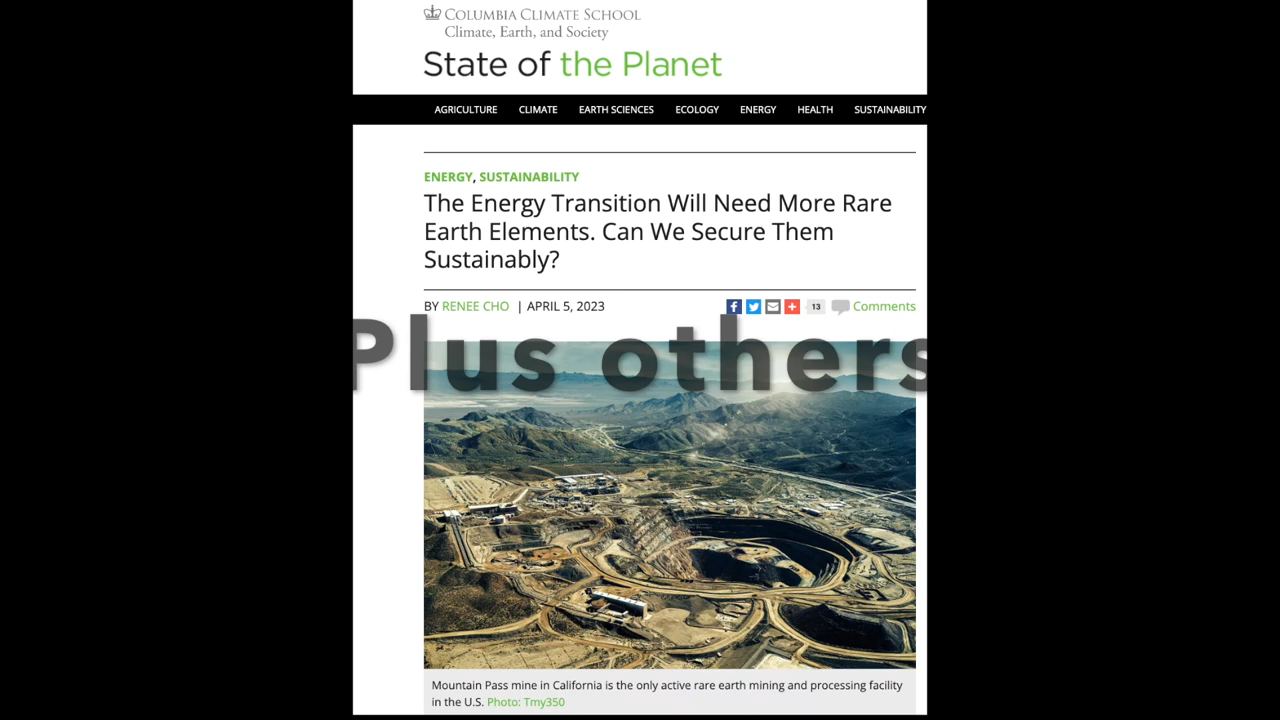 COLUMBIA CLIMATE SCHOOL
Climate, Earth, and Society
State of the Planet
AGRICULTURE CLIMATE EARTH SCIENCES ECOLOGY ENERGY HEALTH SUSTAINABILITY
ENERGY, SUSTAINABILITY
The Energy Transition Will Need More Rare
Earth Elements. Can We Secure Them
Sustainably?
BY RENEE CHO | APRIL 5, 2023 13 Comments
Plus others
Mountain Pass mine in California is the only active rare earth mining and processing facility
in the U.S. Photo: Tmy350